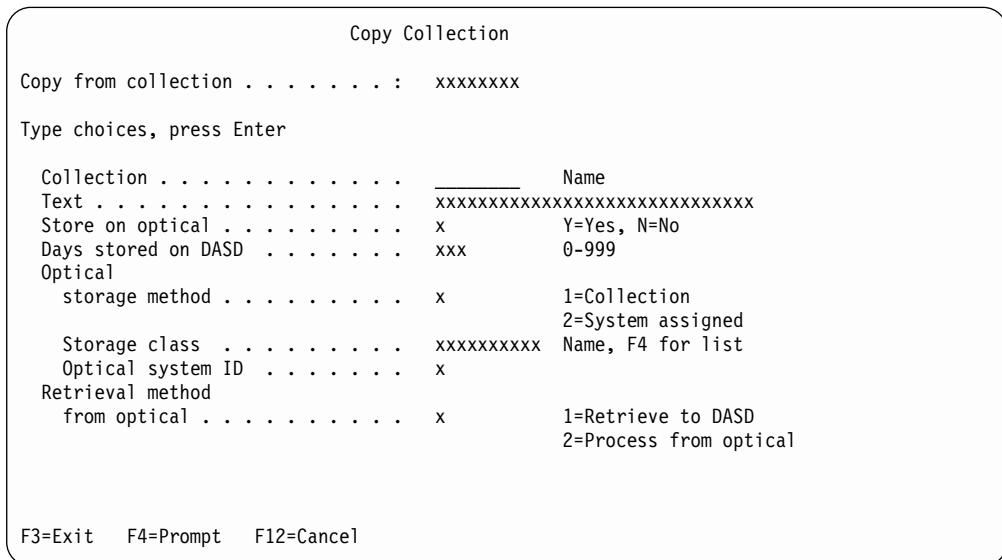 Copy Collection
Copy from collection . . . . . . . : xxxxxxxx
Type choices, press Enter
Collection . . . . . . . . . . . . ________ Name
Text . . . . . . . . . . . . . . . xxxxxxxxxxxxxxxxxxxxxxxxxxxxxx
Store on optical . . . . . . . . . x Y=Yes, N=No
Days stored on DASD . . . . . . . xxx 0-999
Optical
storage method . . . . . . . . . x 1=Collection
2=System assigned
Storage class . . . . . . . . . xxxxxxxxxx Name, F4 for list
Optical system ID . . . . . . . x
Retrieval method
from optical . . . . . . . . . . x 1=Retrieve to DASD
2=Process from optical
F3=Exit F4=Prompt F12=Cancel